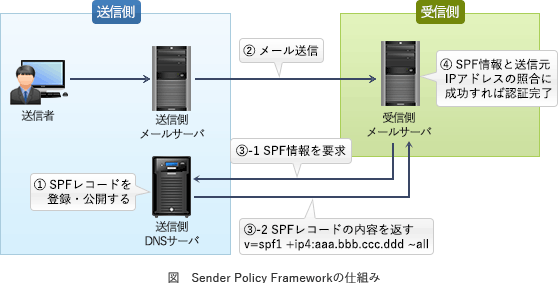 送信側
受信側
② メール送信
④ SPF情報と送信元
IPアドレスの照合に
成功すれば認証完了
送信者
送信側
メールサーバ
受信側
メールサーバ
③-1 SPF情報を要求
① SPFレコードを
登録・公開する
送信側
DNSサーバ
③-2 SPFレコードの内容を返す
v=spf1 +ip4:aaa.bbb.ccc.ddd ~all
図 Sender Policy Frameworkの仕組み